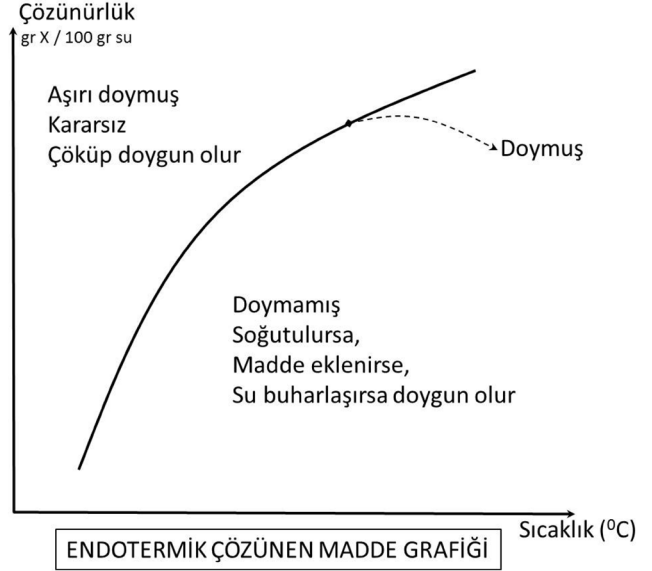 Çözünürlük
gr X / 100 gr su
Aşırı doymuş
Kararsız
Çöküp doygun olur
Doymuş
Doymamış
Soğutulursa,
Madde eklenirse,
Su buharlaşırsa doygun olur
Sıcaklık (⁰C)
ENDOTERMİK ÇÖZÜNEN MADDE GRAFİĞİ